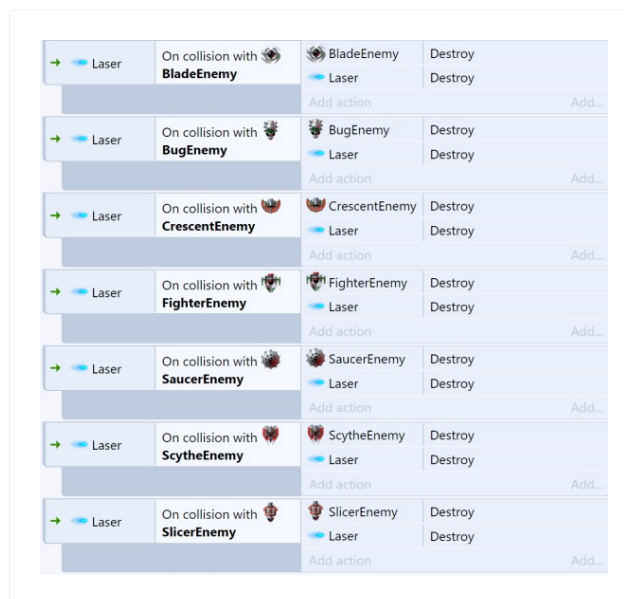 Laser On collision with BladeEnemy Destroy
BladeEnemy Laser Destroy
Add action Add...
Laser On collision with BugEnemy Destroy
BugEnemy Laser Destroy
Add action Add...
Laser On collision with CrescentEnemy Destroy
CrescentEnemy Laser Destroy
Add action Add...
Laser On collision with FighterEnemy Destroy
FighterEnemy Laser Destroy
Add action Add...
Laser On collision with SaucerEnemy Destroy
SaucerEnemy Laser Destroy
Add action Add...
Laser On collision with ScytheEnemy Destroy
ScytheEnemy Laser Destroy
Add action Add...
Laser On collision with SlicerEnemy Destroy
SlicerEnemy Laser Destroy
Add action Add...